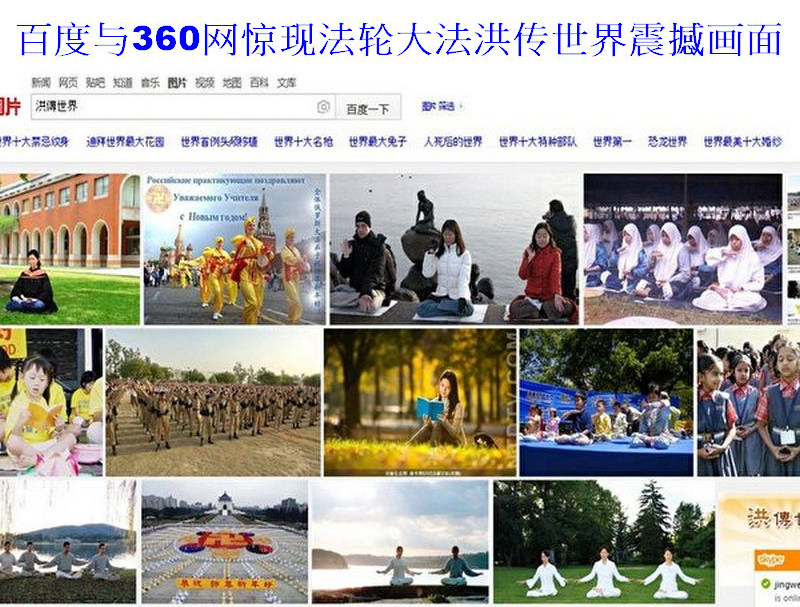 百度与360网惊现法轮大法洪传世界震撼画面
新闻 网页 贴吧 知道 音乐 图片 视频 地图 百科 文库
图片 洪傳世界 百度一下 图片筛选
世界十大禁忌纹身 迪拜世界最大花园 世界首例头颅移植 世界十大名枪 世界最大兔子 人死后的世界 世界十大特种部队 世界第一 恐龙世界 世界最美十大婚纱
Российские практикующие поздравляют
Уважаемого Учителя
с Новым годом!
恭祝師尊新年好
洪傳世
skype
jingwe
is onlin